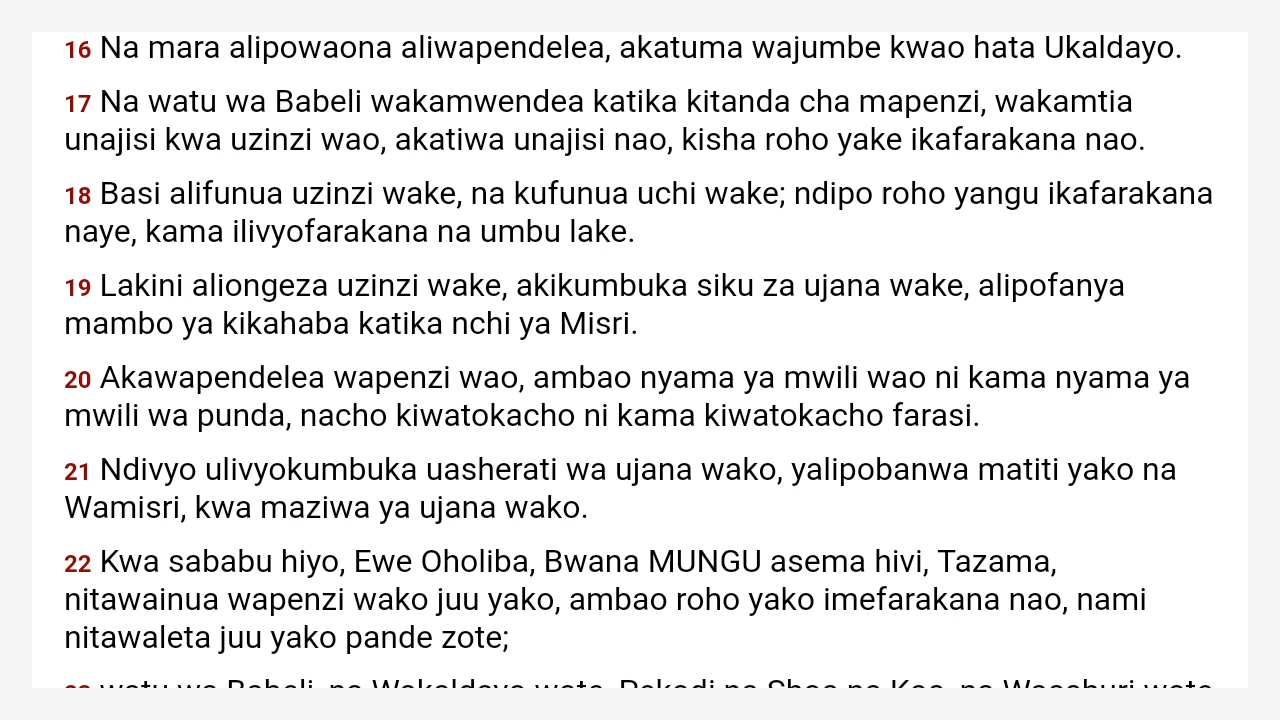 16 Na mara alipowaona aliwapendelea, akatuma wajumbe kwao hata Ukaldayo.
17 Na watu wa Babeli wakamwendea katika kitanda cha mapenzi, wakamtia
unajisi kwa uzinzi wao, akatiwa unajisi nao, kisha roho yake ikafarakana nao.
18 Basi alifunua uzinzi wake, na kufunua uchi wake; ndipo roho yangu ikafarakana
naye, kama ilivyofarakana na umbu lake.
19 Lakini aliongeza uzinzi wake, akikumbuka siku za ujana wake, alipofanya
mambo ya kikahaba katika nchi ya Misri.
20 Akawapendelea wapenzi wao, ambao nyama ya mwili wao ni kama nyama ya
mwili wa punda, nacho kiwatokacho ni kama kiwatokacho farasi.
21 Ndivyo ulivyokumbuka uasherati wa ujana wako, yalipobanwa matiti yako na
Wamisri, kwa maziwa ya ujana wako.
22 Kwa sababu hiyo, Ewe Oholiba, Bwana MUNGU asema hivi, Tazama,
nitawainua wapenzi wako juu yako, ambao roho yako imefarakana nao, nami
nitawaleta juu yako pande zote;